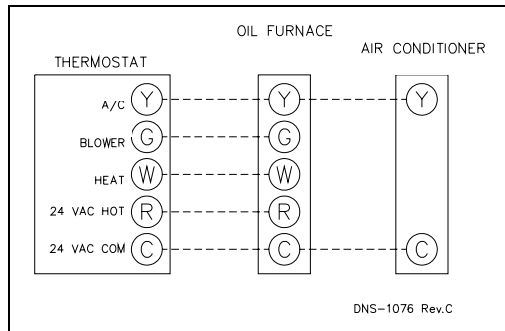 OIL FURNACE
AIR CONDITIONER
THERMOSTAT
A/C Y Y Y
BLOWER G G
HEAT W W
24 VAC HOT R R
24 VAC COM C C C
DNS-1076 Rev.C